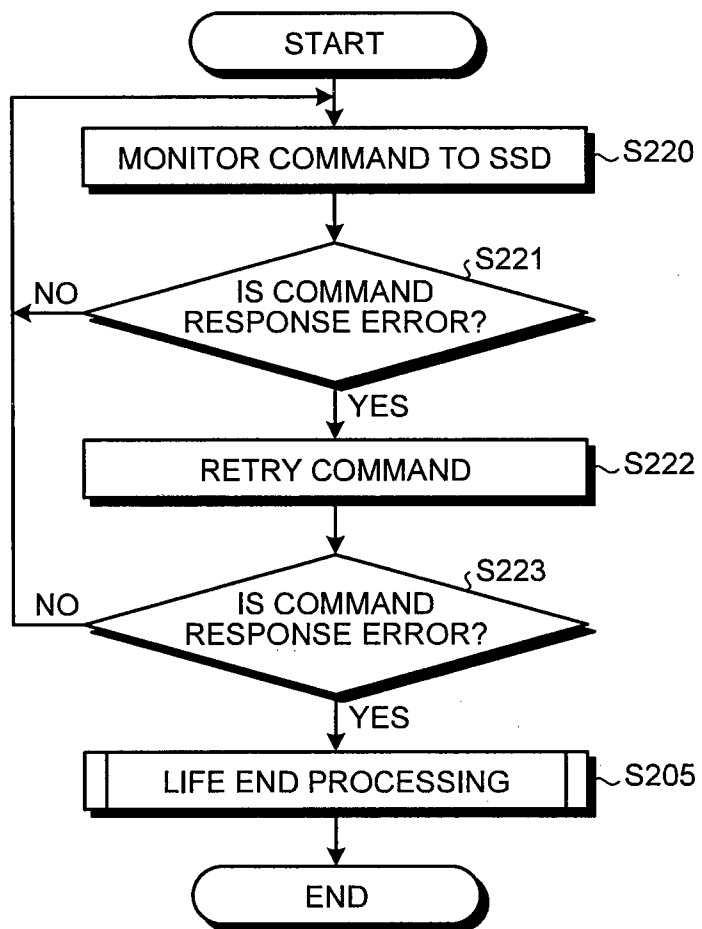 START
MONITOR COMMAND TO SSD
S220
S221
IS COMMAND
RESPONSE ERROR?
NO
YES
RETRY COMMAND
S222
S223
IS COMMAND
RESPONSE ERROR?
NO
YES
LIFE END PROCESSING
S205
END